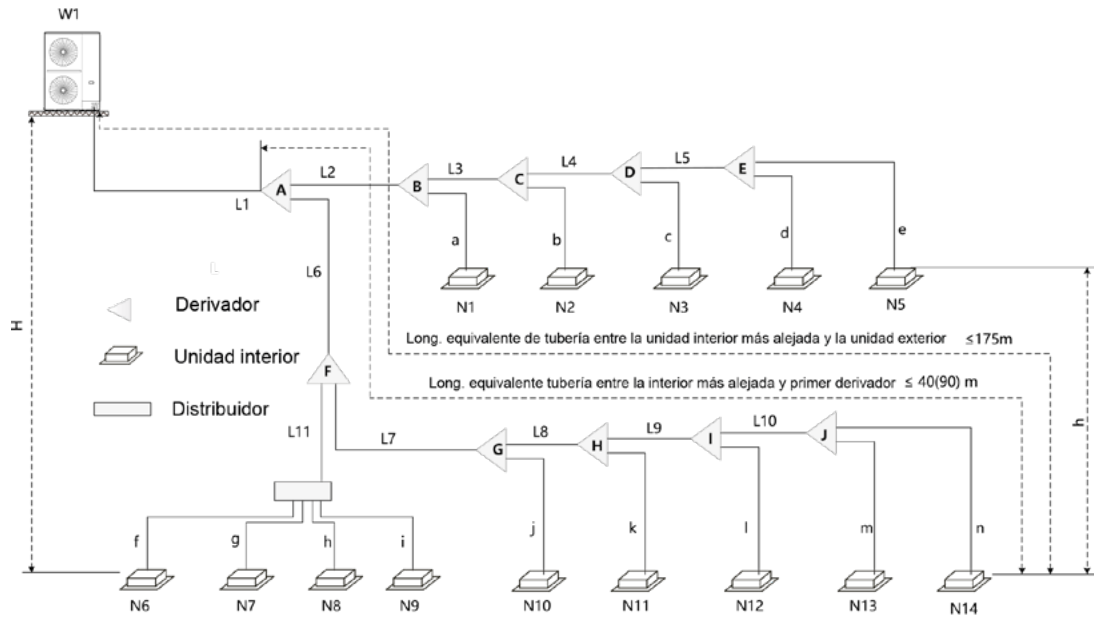 W1
L1
A
L2
B
L3
C
L4
D
L5
E
a
b
c
d
e
N1
N2
N3
N4
N5
L
L6
H
Derivador
Unidad interior
Distribuidor
Long. equivalente de tubería entre la unidad interior más alejada y la unidad exterior ≤175m
Long. equivalente tubería entre la interior más alejada y primer derivador ≤ 40(90) m
h
F
L11
L7
G
L8
H
L9
I
L10
J
f
g
h
i
j
k
l
m
n
N6
N7
N8
N9
N10
N11
N12
N13
N14